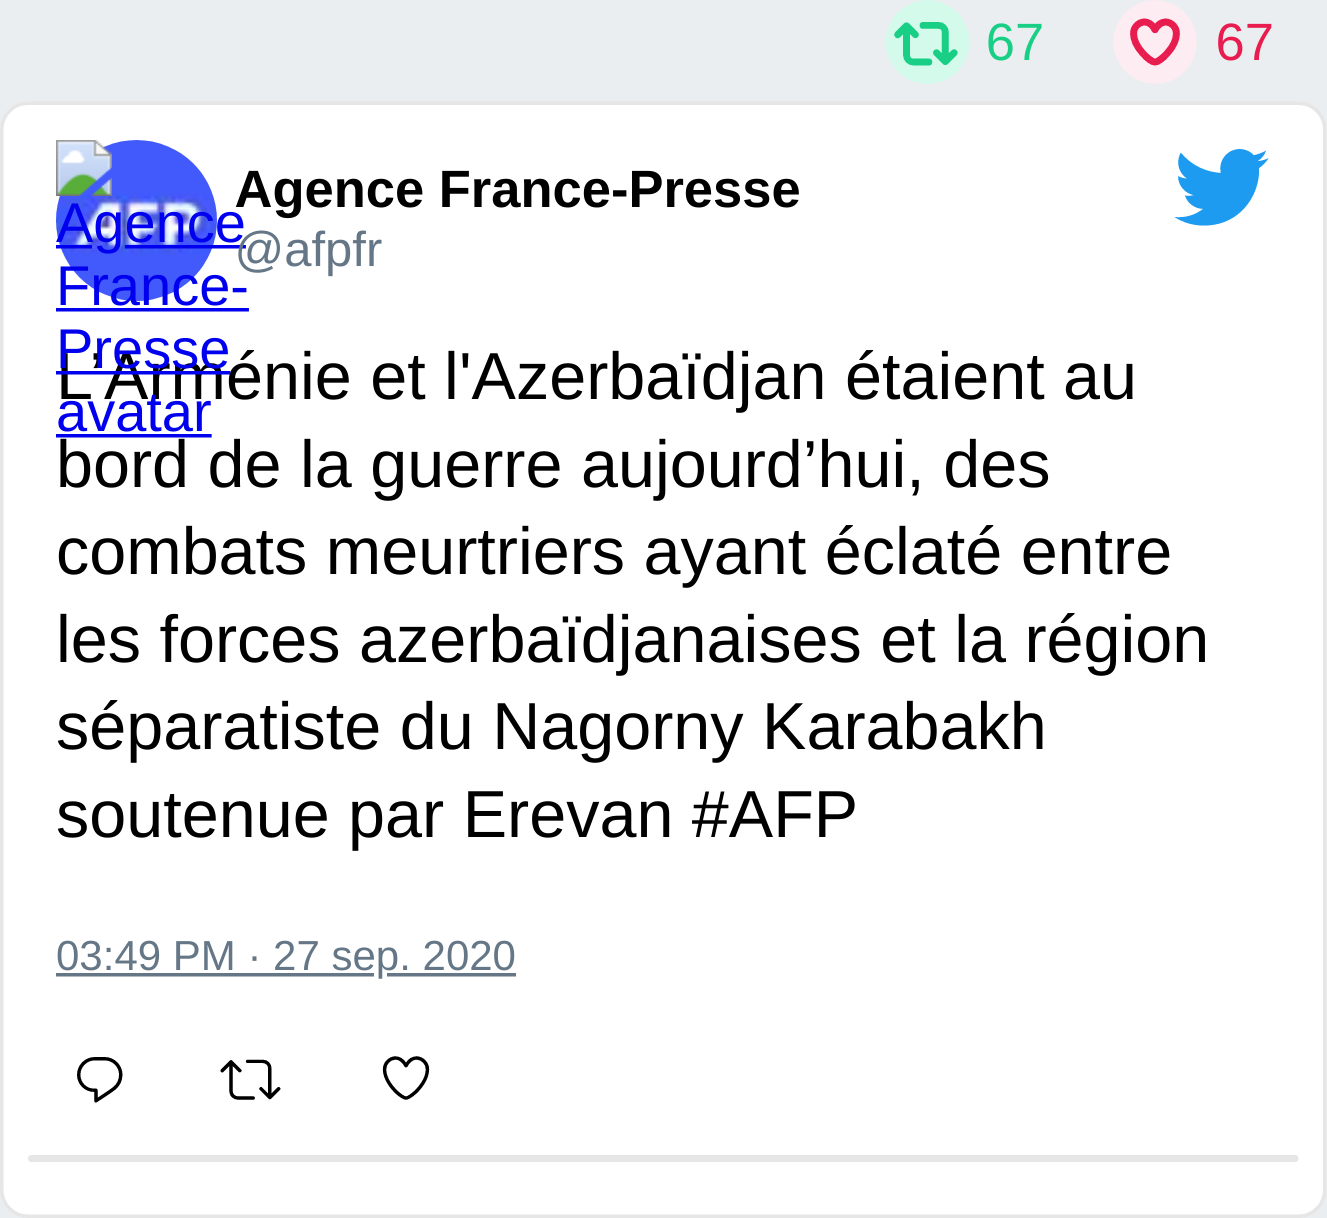 67 67
Agence France-Presse
@afpfr
AFP
Agence
France-
Presse
avatar
L’Arménie et l'Azerbaïdjan étaient au
bord de la guerre aujourd’hui, des
combats meurtriers ayant éclaté entre
les forces azerbaïdjanaises et la région
séparatiste du Nagorny Karabakh
soutenue par Erevan #AFP
03:49 PM · 27 sep. 2020